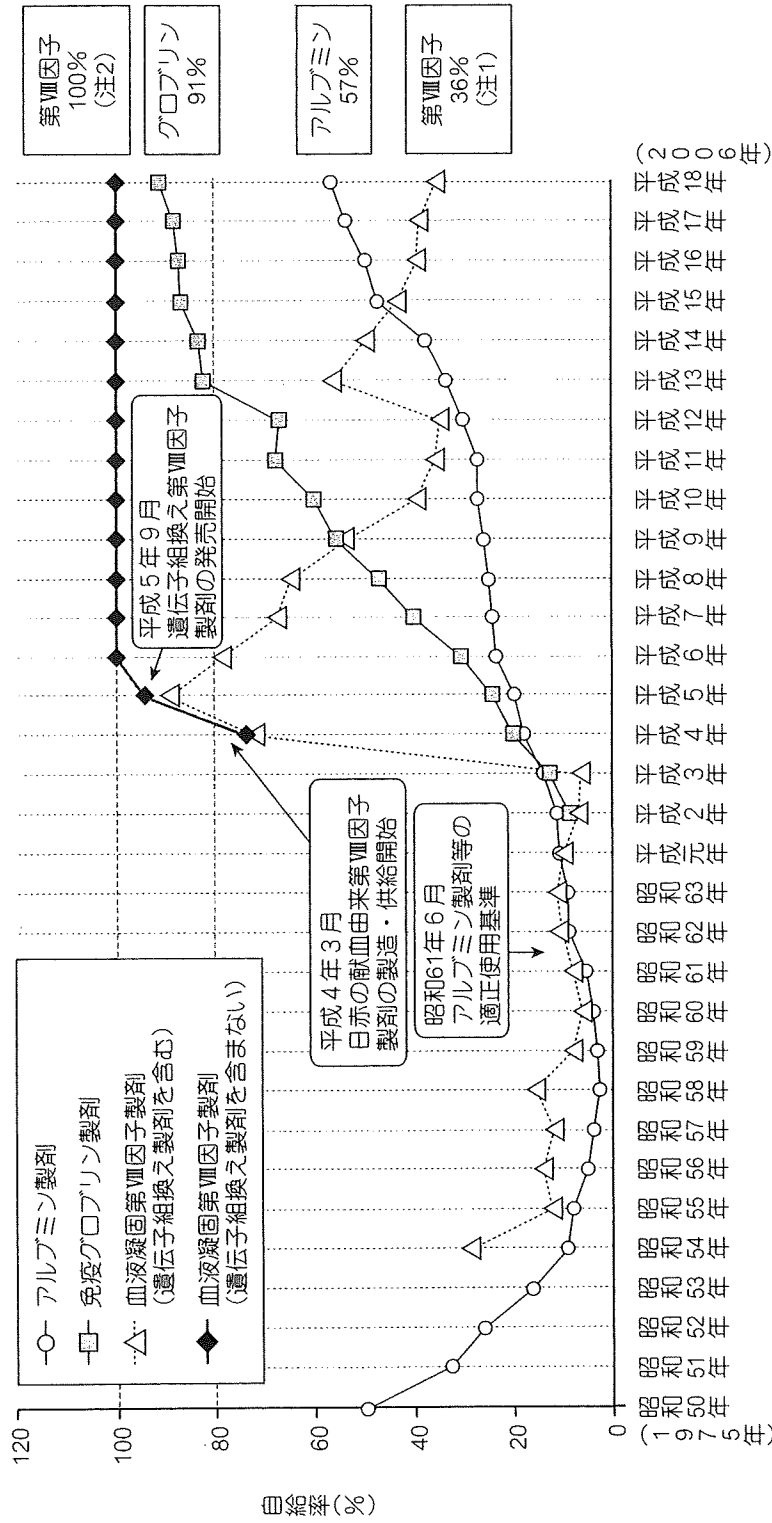 120
100
80
60
40
20
0
自給率(%)
アルブミン製剤
免疫グロブリン製剤
血液凝固第Ⅷ因子製剤
(遺伝子組換え製剤を含む)
血液凝固第Ⅷ因子製剤
(遺伝子組換え製剤を含まない)
平成4年3月
日赤の献血由来第Ⅷ因子
製剤の製造・供給開始
昭和61年6月
アルブミン製剤等の
適正使用基準
平成5年9月
遺伝子組換え第Ⅷ因子
製剤の発売開始
第Ⅷ因子
100%
(注2)
グロブリン
91%
アルブミン
57%
第Ⅷ因子
36%
(注1)
昭和50年
(1975年)
昭和51年
昭和52年
昭和53年
昭和54年
昭和55年
昭和56年
昭和57年
昭和58年
昭和59年
昭和60年
昭和61年
昭和62年
昭和63年
平成元年
平成2年
平成3年
平成4年
平成5年
平成6年
平成7年
平成8年
平成9年
平成10年
平成11年
平成12年
平成13年
平成14年
平成15年
平成16年
平成17年
平成18年
(2006年)